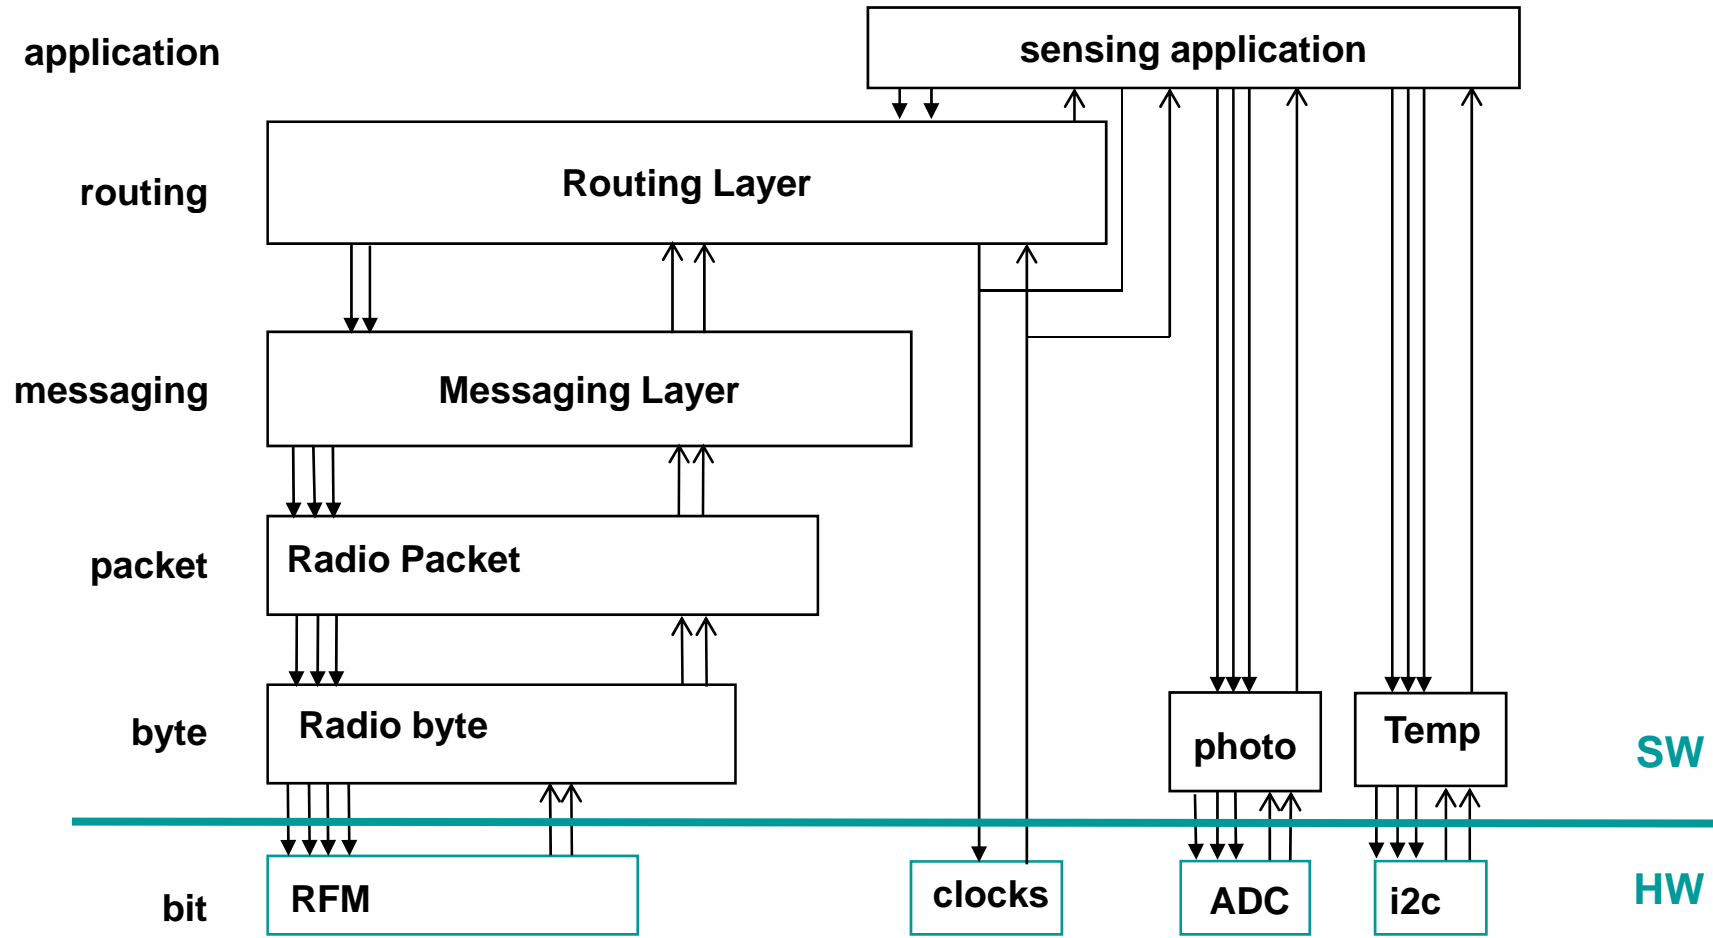 application
sensing application
routing
Routing Layer
messaging
Messaging Layer
packet
Radio Packet
byte
Radio byte
photo
Temp
SW
bit
RFM
clocks
ADC
i2c
HW